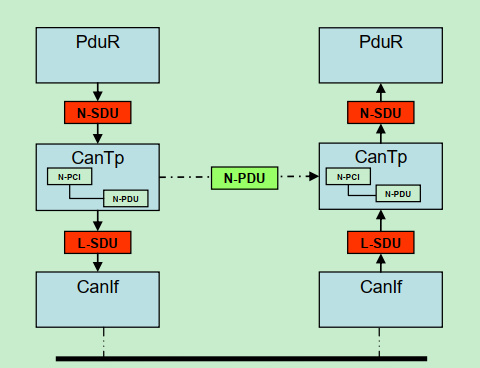 PduR
PduR
N-SDU
N-SDU
CanTp
CanTp
N-PCI
N-PDU
N-PDU
N-PCI
N-PDU
L-SDU
L-SDU
CanIf
CanIf